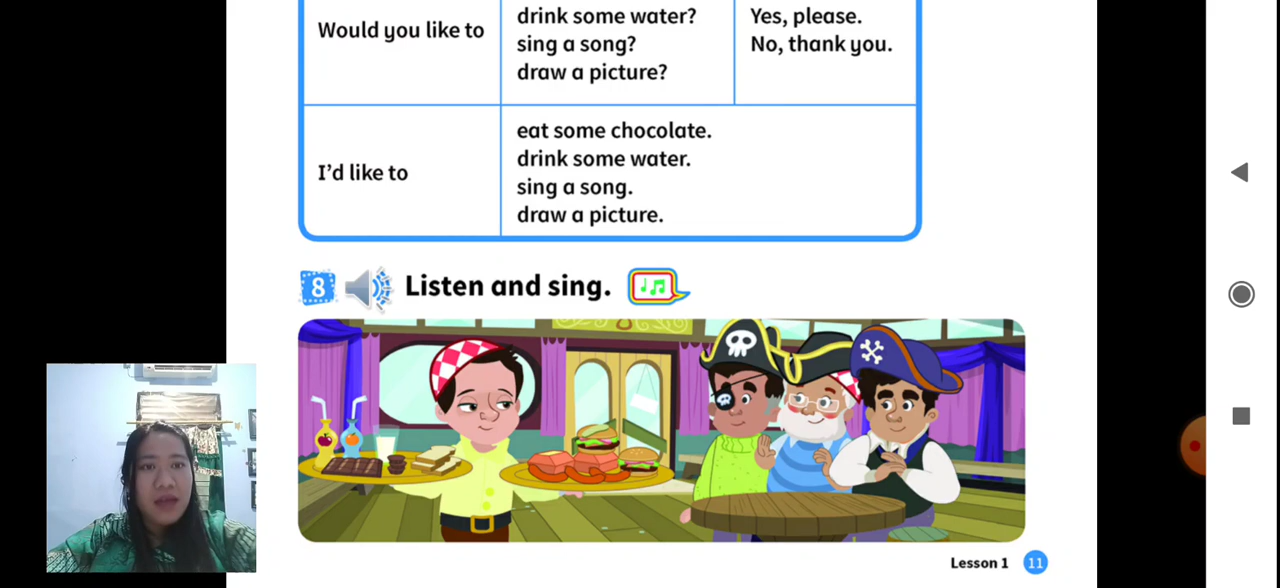 Would you like to
drink some water?
sing a song?
draw a picture?
Yes, please.
No, thank you.
I'd like to
eat some chocolate.
drink some water.
sing a song.
draw a picture.
8 Listen and sing.
Lesson 1 11